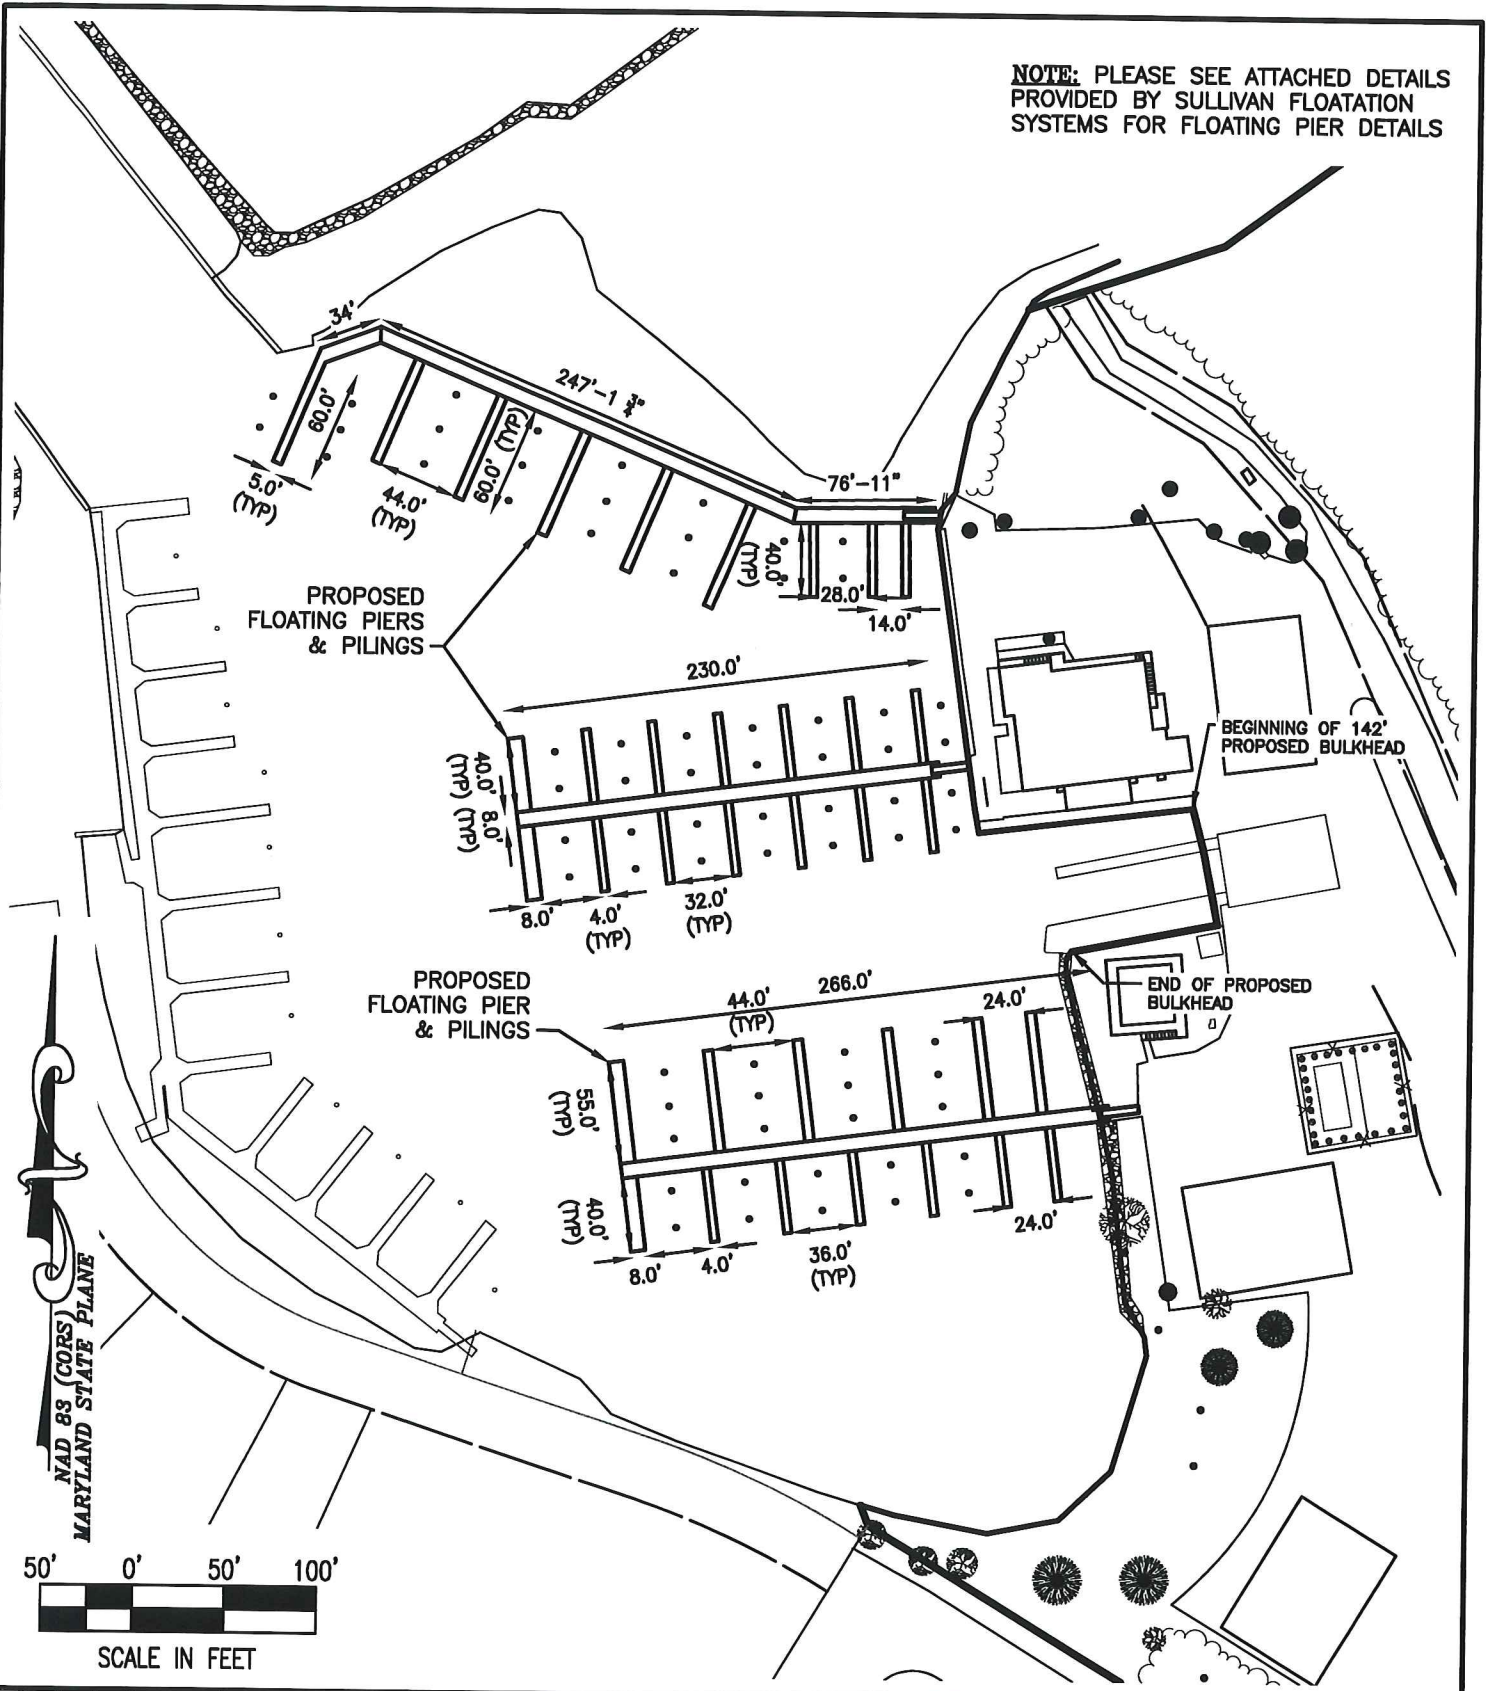 NOTE: PLEASE SEE ATTACHED DETAILS
PROVIDED BY SULLIVAN FLOATATION
SYSTEMS FOR FLOATING PIER DETAILS
34'
247'-1 3/4"
60.0'
5.0'
(TYP)
44.0'
(TYP)
60.0'
(TYP)
76'-11"
40.0'
(TYP)
28.0'
14.0'
PROPOSED
FLOATING PIERS
& PILINGS
230.0'
40.0'
(TYP)
8.0'
(TYP)
8.0'
4.0'
(TYP)
32.0'
(TYP)
BEGINNING OF 142'
PROPOSED BULKHEAD
PROPOSED
FLOATING PIER
& PILINGS
266.0'
44.0'
(TYP)
24.0'
END OF PROPOSED
BULKHEAD
55.0'
(TYP)
40.0'
(TYP)
8.0'
4.0'
36.0'
(TYP)
24.0'
NAD 83 (CORS)
MARYLAND STATE PLANE
50' 0' 50' 100'
SCALE IN FEET